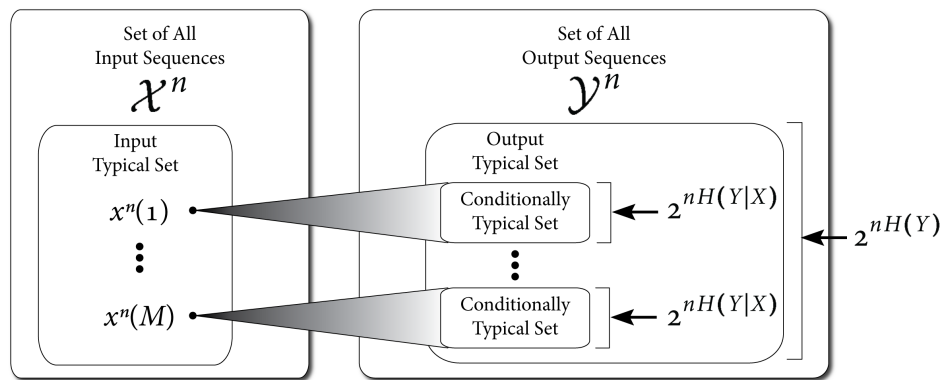 Set of All
Input Sequences
𝒳ⁿ
Input
Typical Set
xⁿ(1)
xⁿ(M)
Set of All
Output Sequences
𝒴ⁿ
Output
Typical Set
Conditionally
Typical Set
2^{nH(Y|X)}
Conditionally
Typical Set
2^{nH(Y|X)}
2^{nH(Y)}